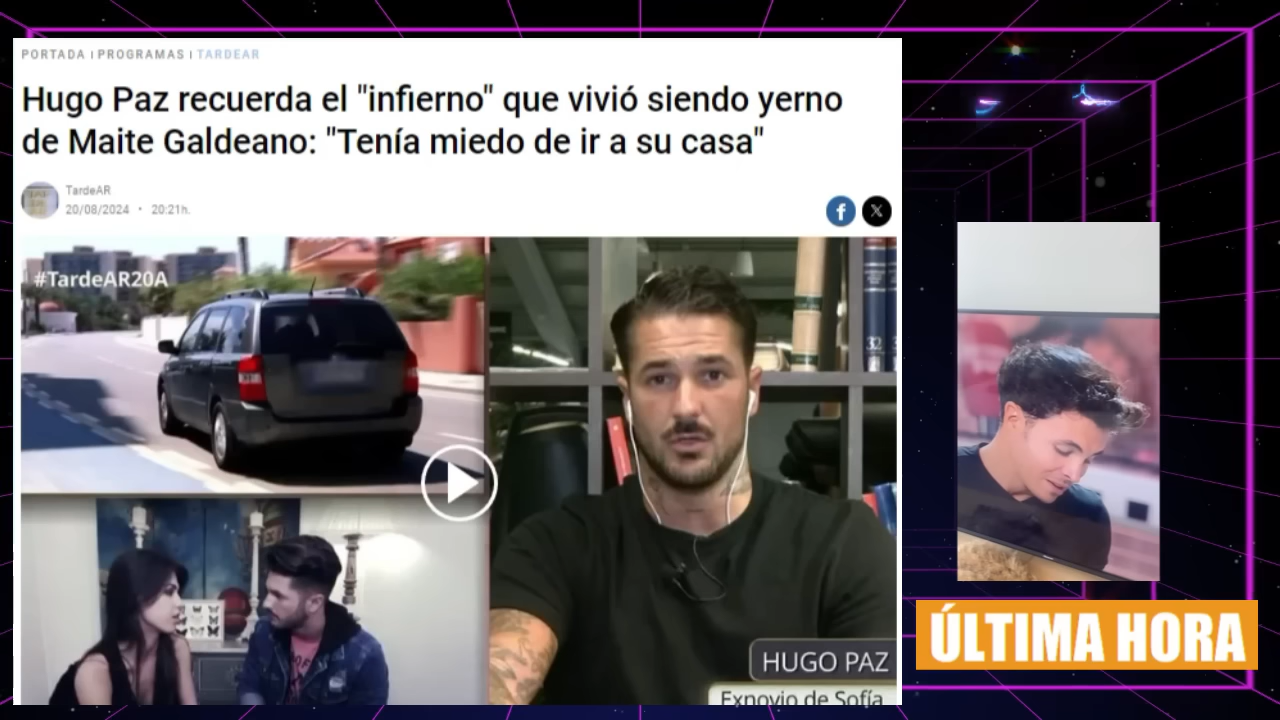 PORTADA | PROGRAMAS | TARDEAR
Hugo Paz recuerda el "infierno" que vivió siendo yerno
de Maite Galdeano: "Tenía miedo de ir a su casa"
TardeAR
20/08/2024 • 20:21h.
#TardeAR20A
32
HUGO PAZ
Exnovio de Sofía
ÚLTIMA HORA